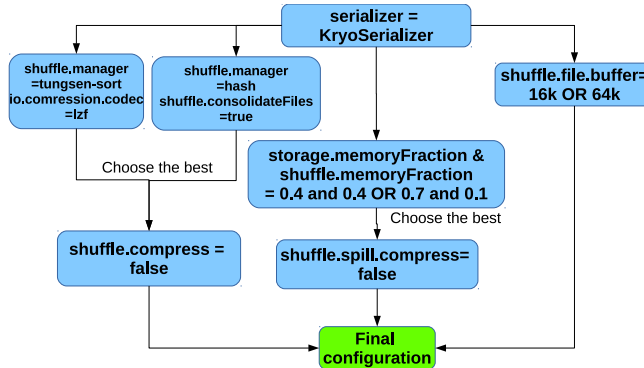 serializer =
KryoSerializer
shuffle.manager
=tungsen-sort
io.comression.codec
=lzf
shuffle.manager
=hash
shuffle.consolidateFiles
=true
shuffle.file.buffer=
16k OR 64k
Choose the best
storage.memoryFraction &
shuffle.memoryFraction
= 0.4 and 0.4 OR 0.7 and 0.1
Choose the best
shuffle.compress =
false
shuffle.spill.compress=
false
Final
configuration